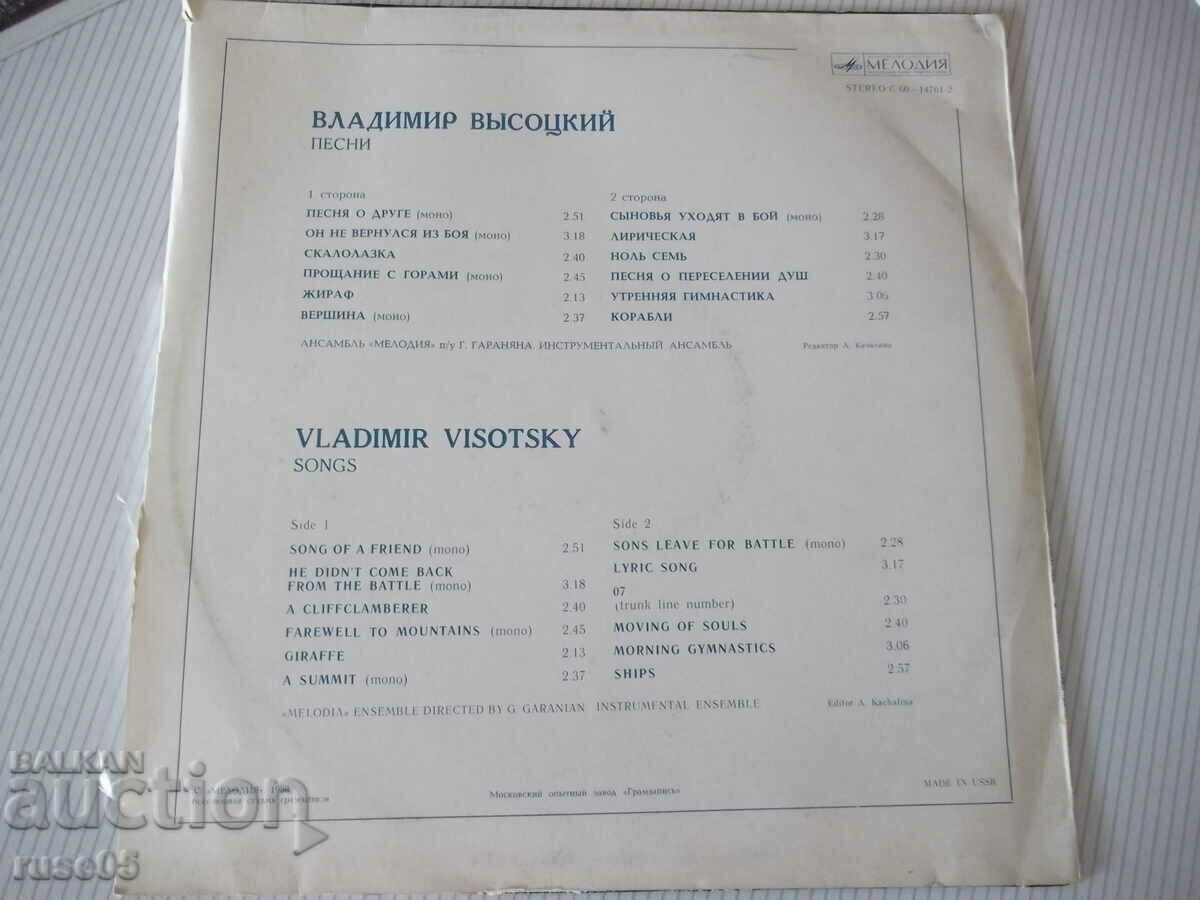 МЕЛОДИЯ
STEREO С 60—14761 2
ВЛАДИМИР ВЫСОЦКИЙ
ПЕСНИ
1 сторона
ПЕСНЯ О ДРУГЕ (моно) 2.51
ОН НЕ ВЕРНУЛСЯ ИЗ БОЯ (моно) 3.18
СКАЛОЛАЗКА 2.40
ПРОЩАНИЕ С ГОРАМИ (моно) 2.45
ЖИРАФ 2.13
ВЕРШИНА (моно) 2.37
2 сторона
СЫНОВЬЯ УХОДЯТ В БОЙ (моно) 2.28
ЛИРИЧЕСКАЯ 3.17
НОЛЬ СЕМЬ 2.30
ПЕСНЯ О ПЕРЕСЕЛЕНИИ ДУШ 2.40
УТРЕННЯЯ ГИМНАСТИКА 3.06
КОРАБЛИ 2.57
АНСАМБЛЬ «МЕЛОДИЯ» п/у Г. ГАРАНЯНА. ИНСТРУМЕНТАЛЬНЫЙ АНСАМБЛЬ
Редактор А. Качалина
VLADIMIR VISOTSKY
SONGS
Side 1
SONG OF A FRIEND (mono) 2.51
HE DIDN'T COME BACK
FROM THE BATTLE (mono) 3.18
A CLIFFCLAMBERER 2.40
FAREWELL TO MOUNTAINS (mono) 2.45
GIRAFFE 2.13
A SUMMIT (mono) 2.37
Side 2
SONS LEAVE FOR BATTLE (mono) 2.28
LYRIC SONG 3.17
07
(trunk line number) 2.30
MOVING OF SOULS 2.40
MORNING GYMNASTICS 3.06
SHIPS 2.57
«MELODIA» ENSEMBLE DIRECTED BY G. GARANIAN INSTRUMENTAL ENSEMBLE
Editor A. Kachalina
С «МЕЛОДИЯ», 1980
Всесоюзная студия грамзаписи
Московский опытный завод «Грамзапись»
MADE IN USSR
BALKAN
auction
ruse05